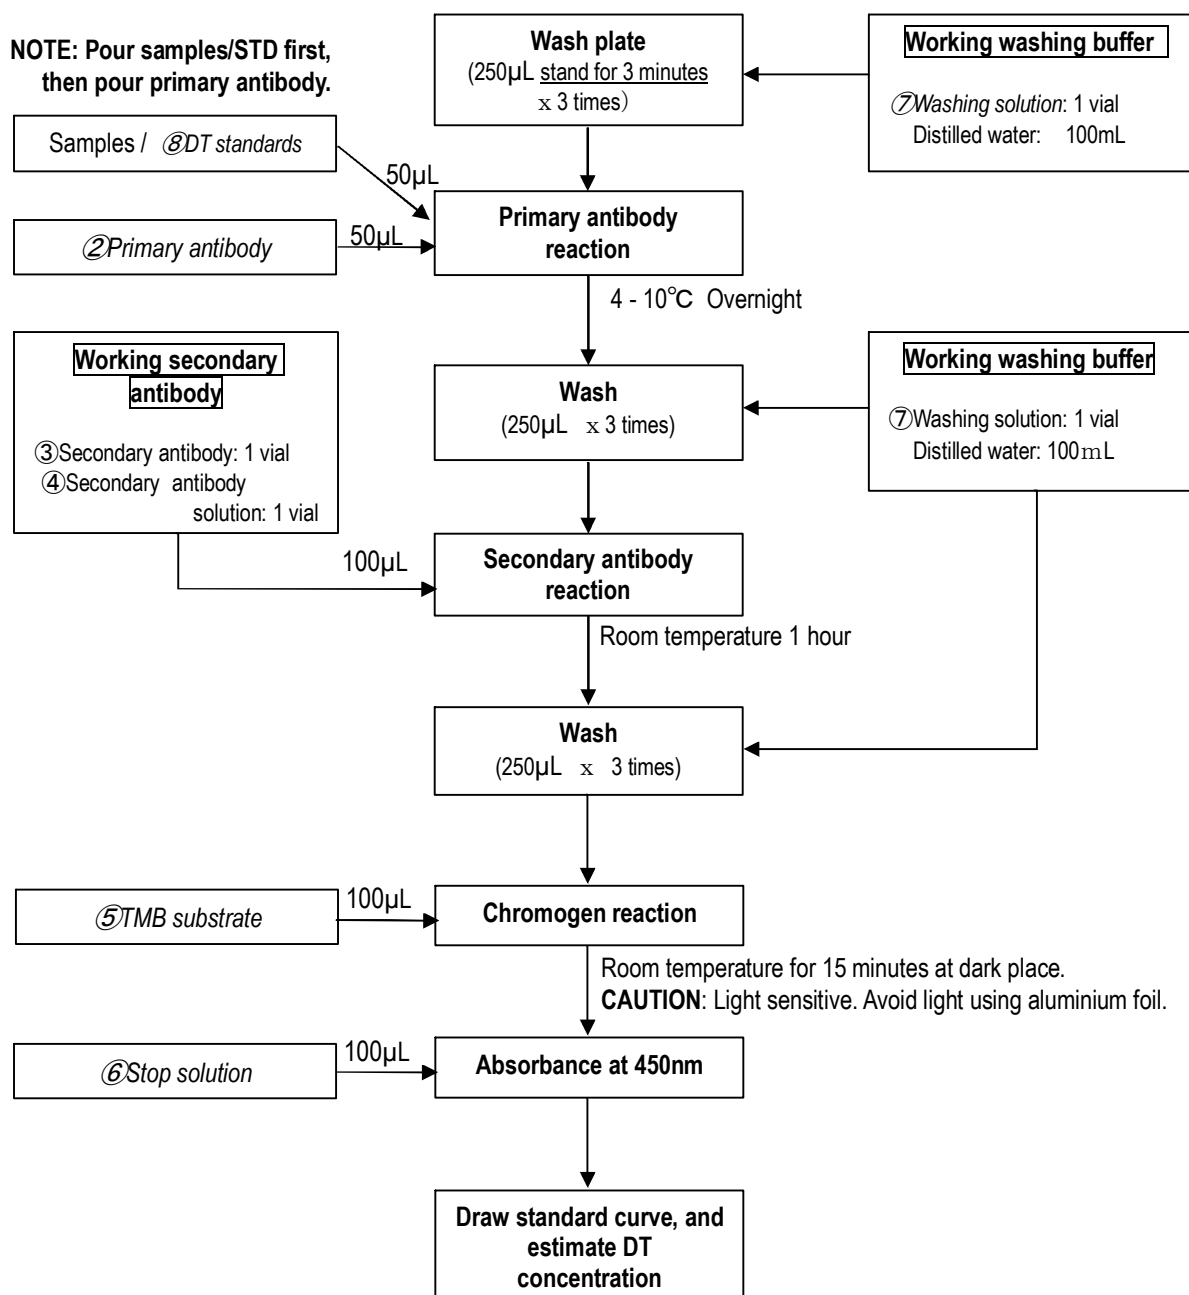 NOTE: Pour samples/STD first,
then pour primary antibody.
Wash plate
(250µL stand for 3 minutes
x 3 times)
Working washing buffer
⑦Washing solution: 1 vial
Distilled water: 100mL
Samples / ⑧DT standards
50µL
②Primary antibody
50µL
Primary antibody
reaction
4 - 10℃ Overnight
Working secondary
antibody
③Secondary antibody: 1 vial
④Secondary antibody
solution: 1 vial
Wash
(250µL x 3 times)
Working washing buffer
⑦Washing solution: 1 vial
Distilled water: 100mL
100µL
Secondary antibody
reaction
Room temperature 1 hour
Wash
(250µL x 3 times)
⑤TMB substrate
100µL
Chromogen reaction
Room temperature for 15 minutes at dark place.
CAUTION: Light sensitive. Avoid light using aluminium foil.
⑥Stop solution
100µL
Absorbance at 450nm
Draw standard curve, and
estimate DT
concentration